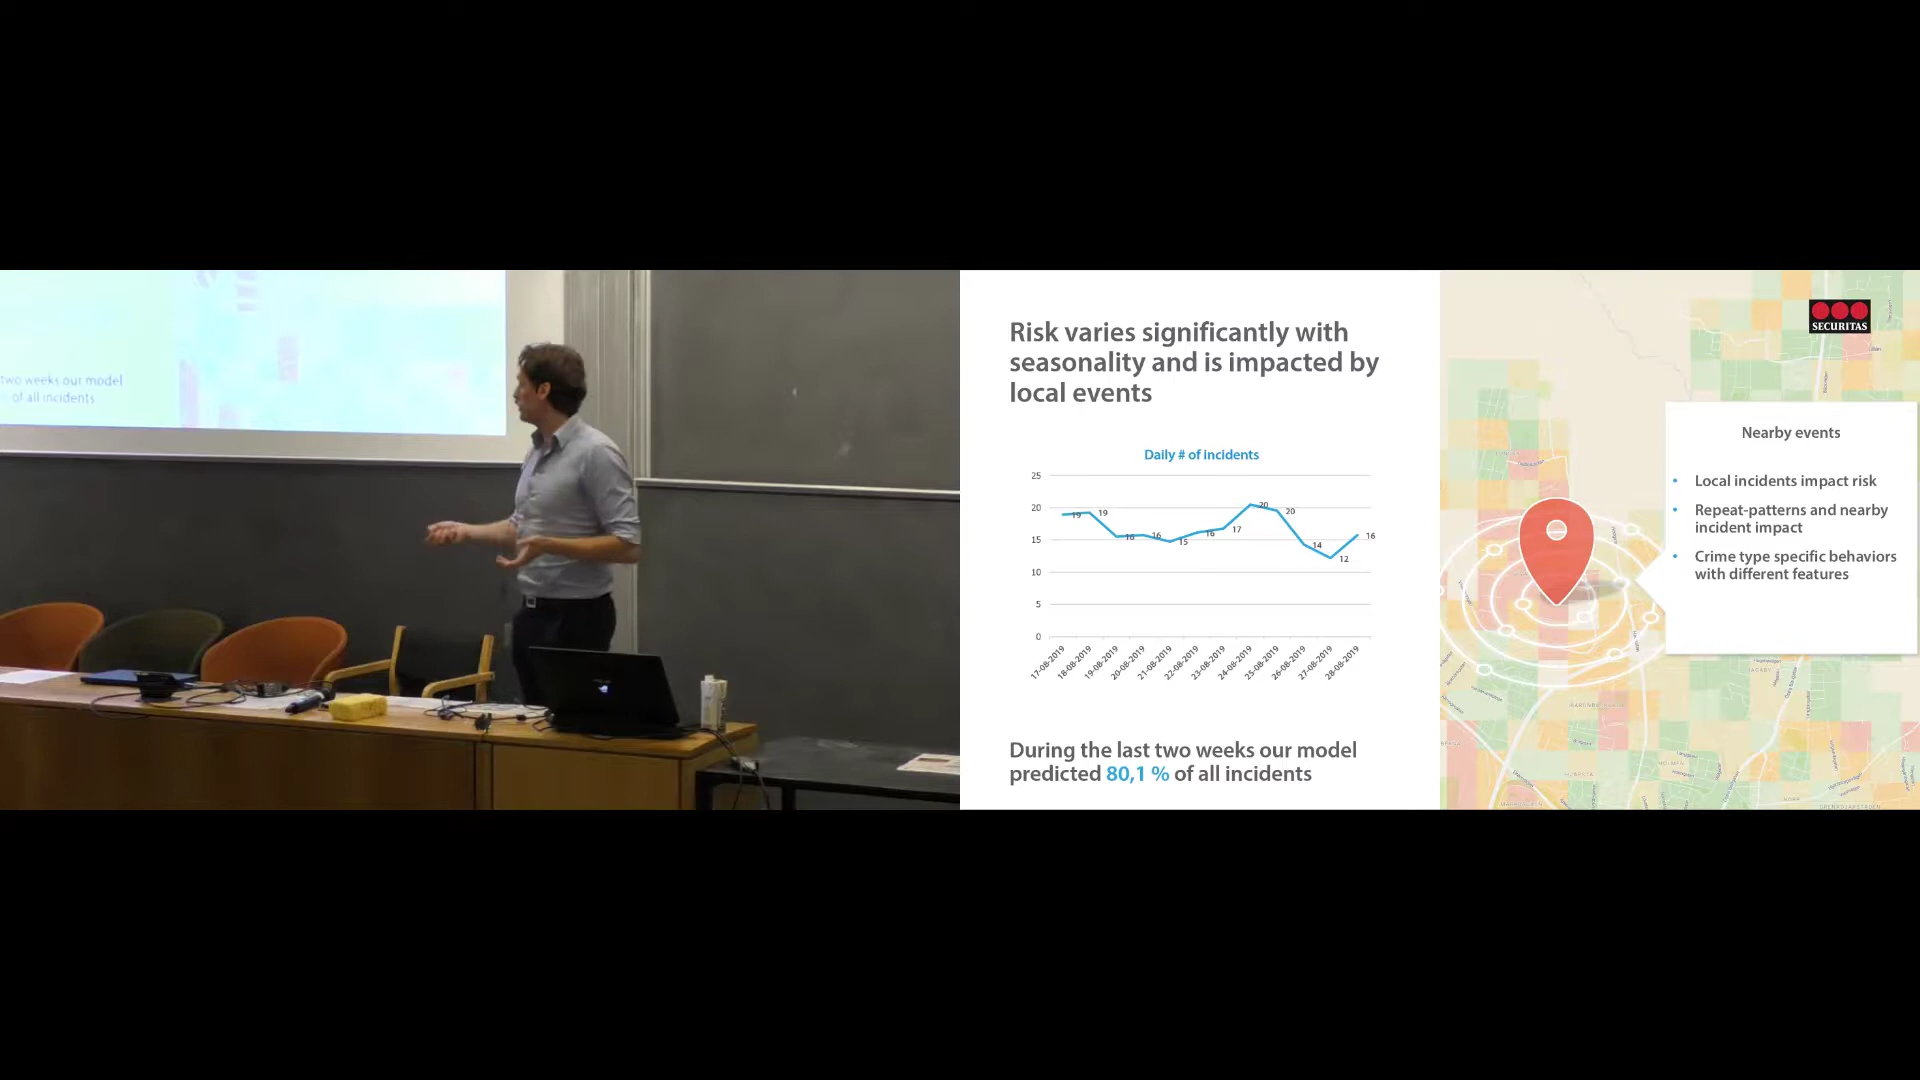 two weeks our model
of all incidents
Risk varies significantly with
seasonality and is impacted by
local events
Daily # of incidents
25
20
15
10
5
0
19
19
16
16
15
16
17
20
20
14
12
16
17-08-2019
18-08-2019
19-08-2019
20-08-2019
21-08-2019
22-08-2019
23-08-2019
24-08-2019
25-08-2019
26-08-2019
27-08-2019
28-08-2019
During the last two weeks our model
predicted 80,1 % of all incidents
SECURITAS
Nearby events
• Local incidents impact risk
• Repeat-patterns and nearby
incident impact
• Crime type specific behaviors
with different features